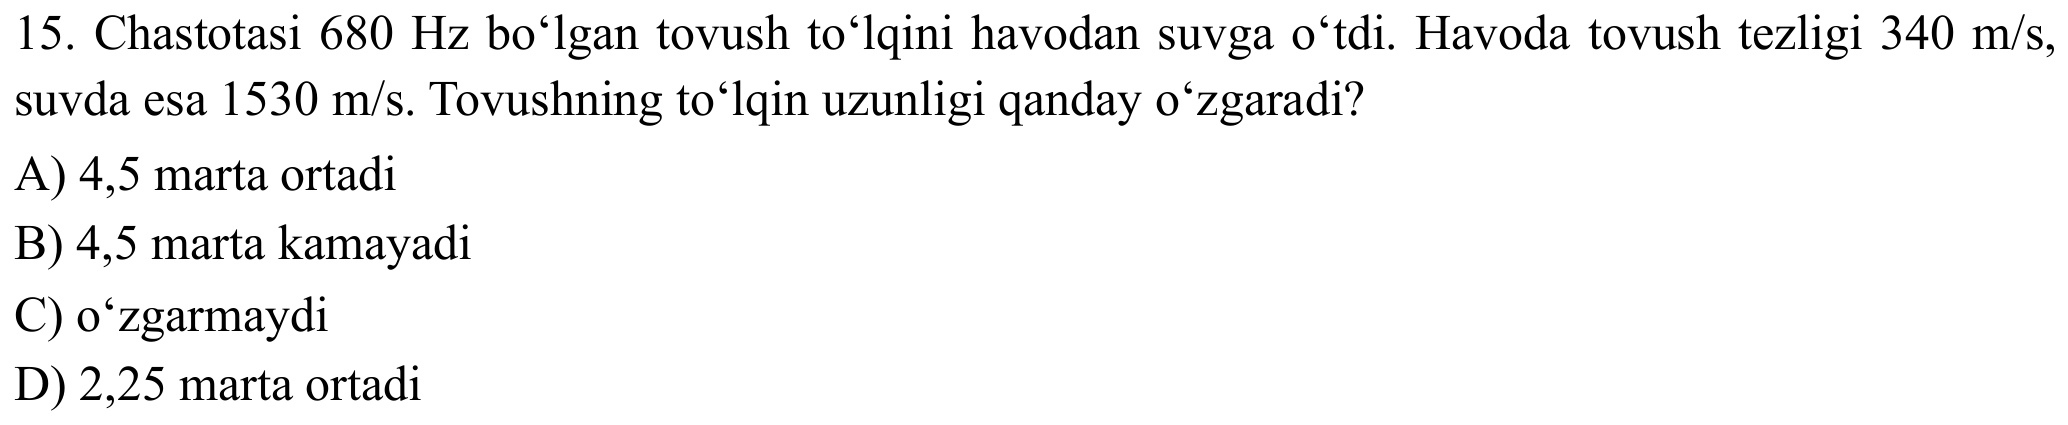 15. Chastotasi 680 Hz bo‘lgan tovush to‘lqini havodan suvga o‘tdi. Havoda tovush tezligi 340 m/s,
suvda esa 1530 m/s. Tovushning to‘lqin uzunligi qanday o‘zgaradi?
A) 4,5 marta ortadi
B) 4,5 marta kamayadi
C) o‘zgarmaydi
D) 2,25 marta ortadi